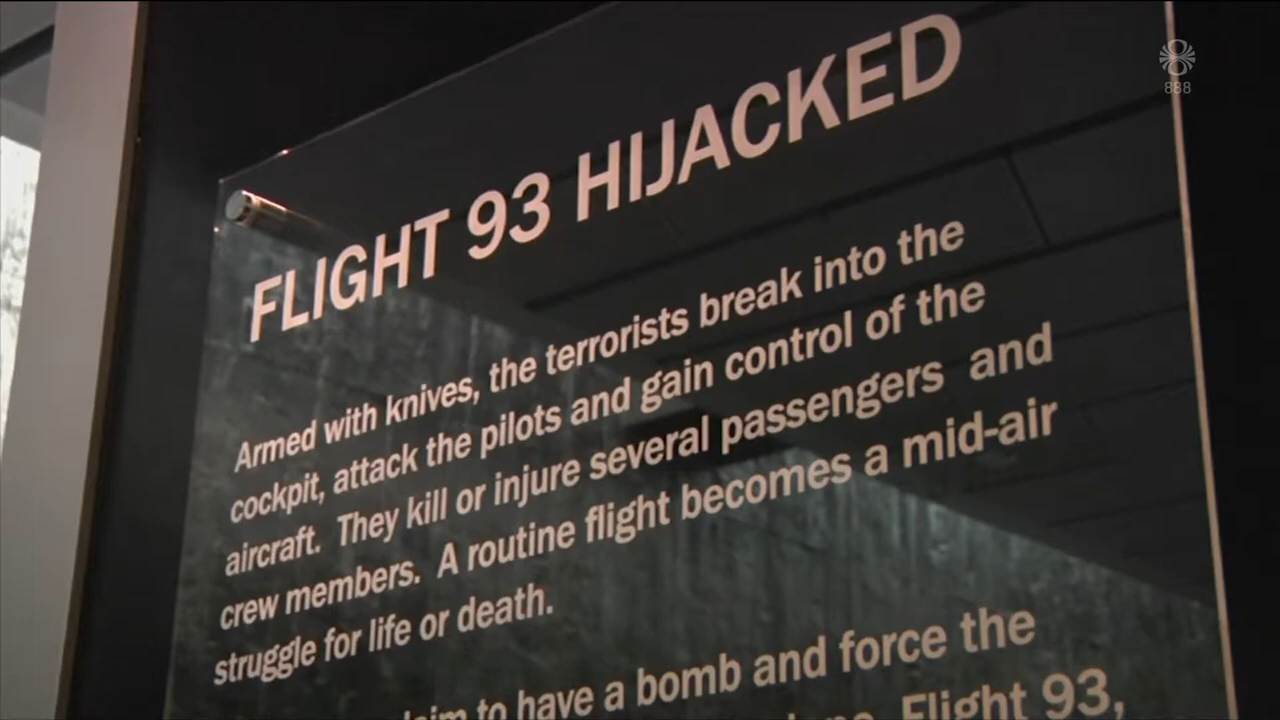 888
FLIGHT 93 HIJACKED
Armed with knives, the terrorists break into the
cockpit, attack the pilots and gain control of the
aircraft. They kill or injure several passengers and
crew members. A routine flight becomes a mid-air
struggle for life or death.
to have a bomb and force the
Flight 93,